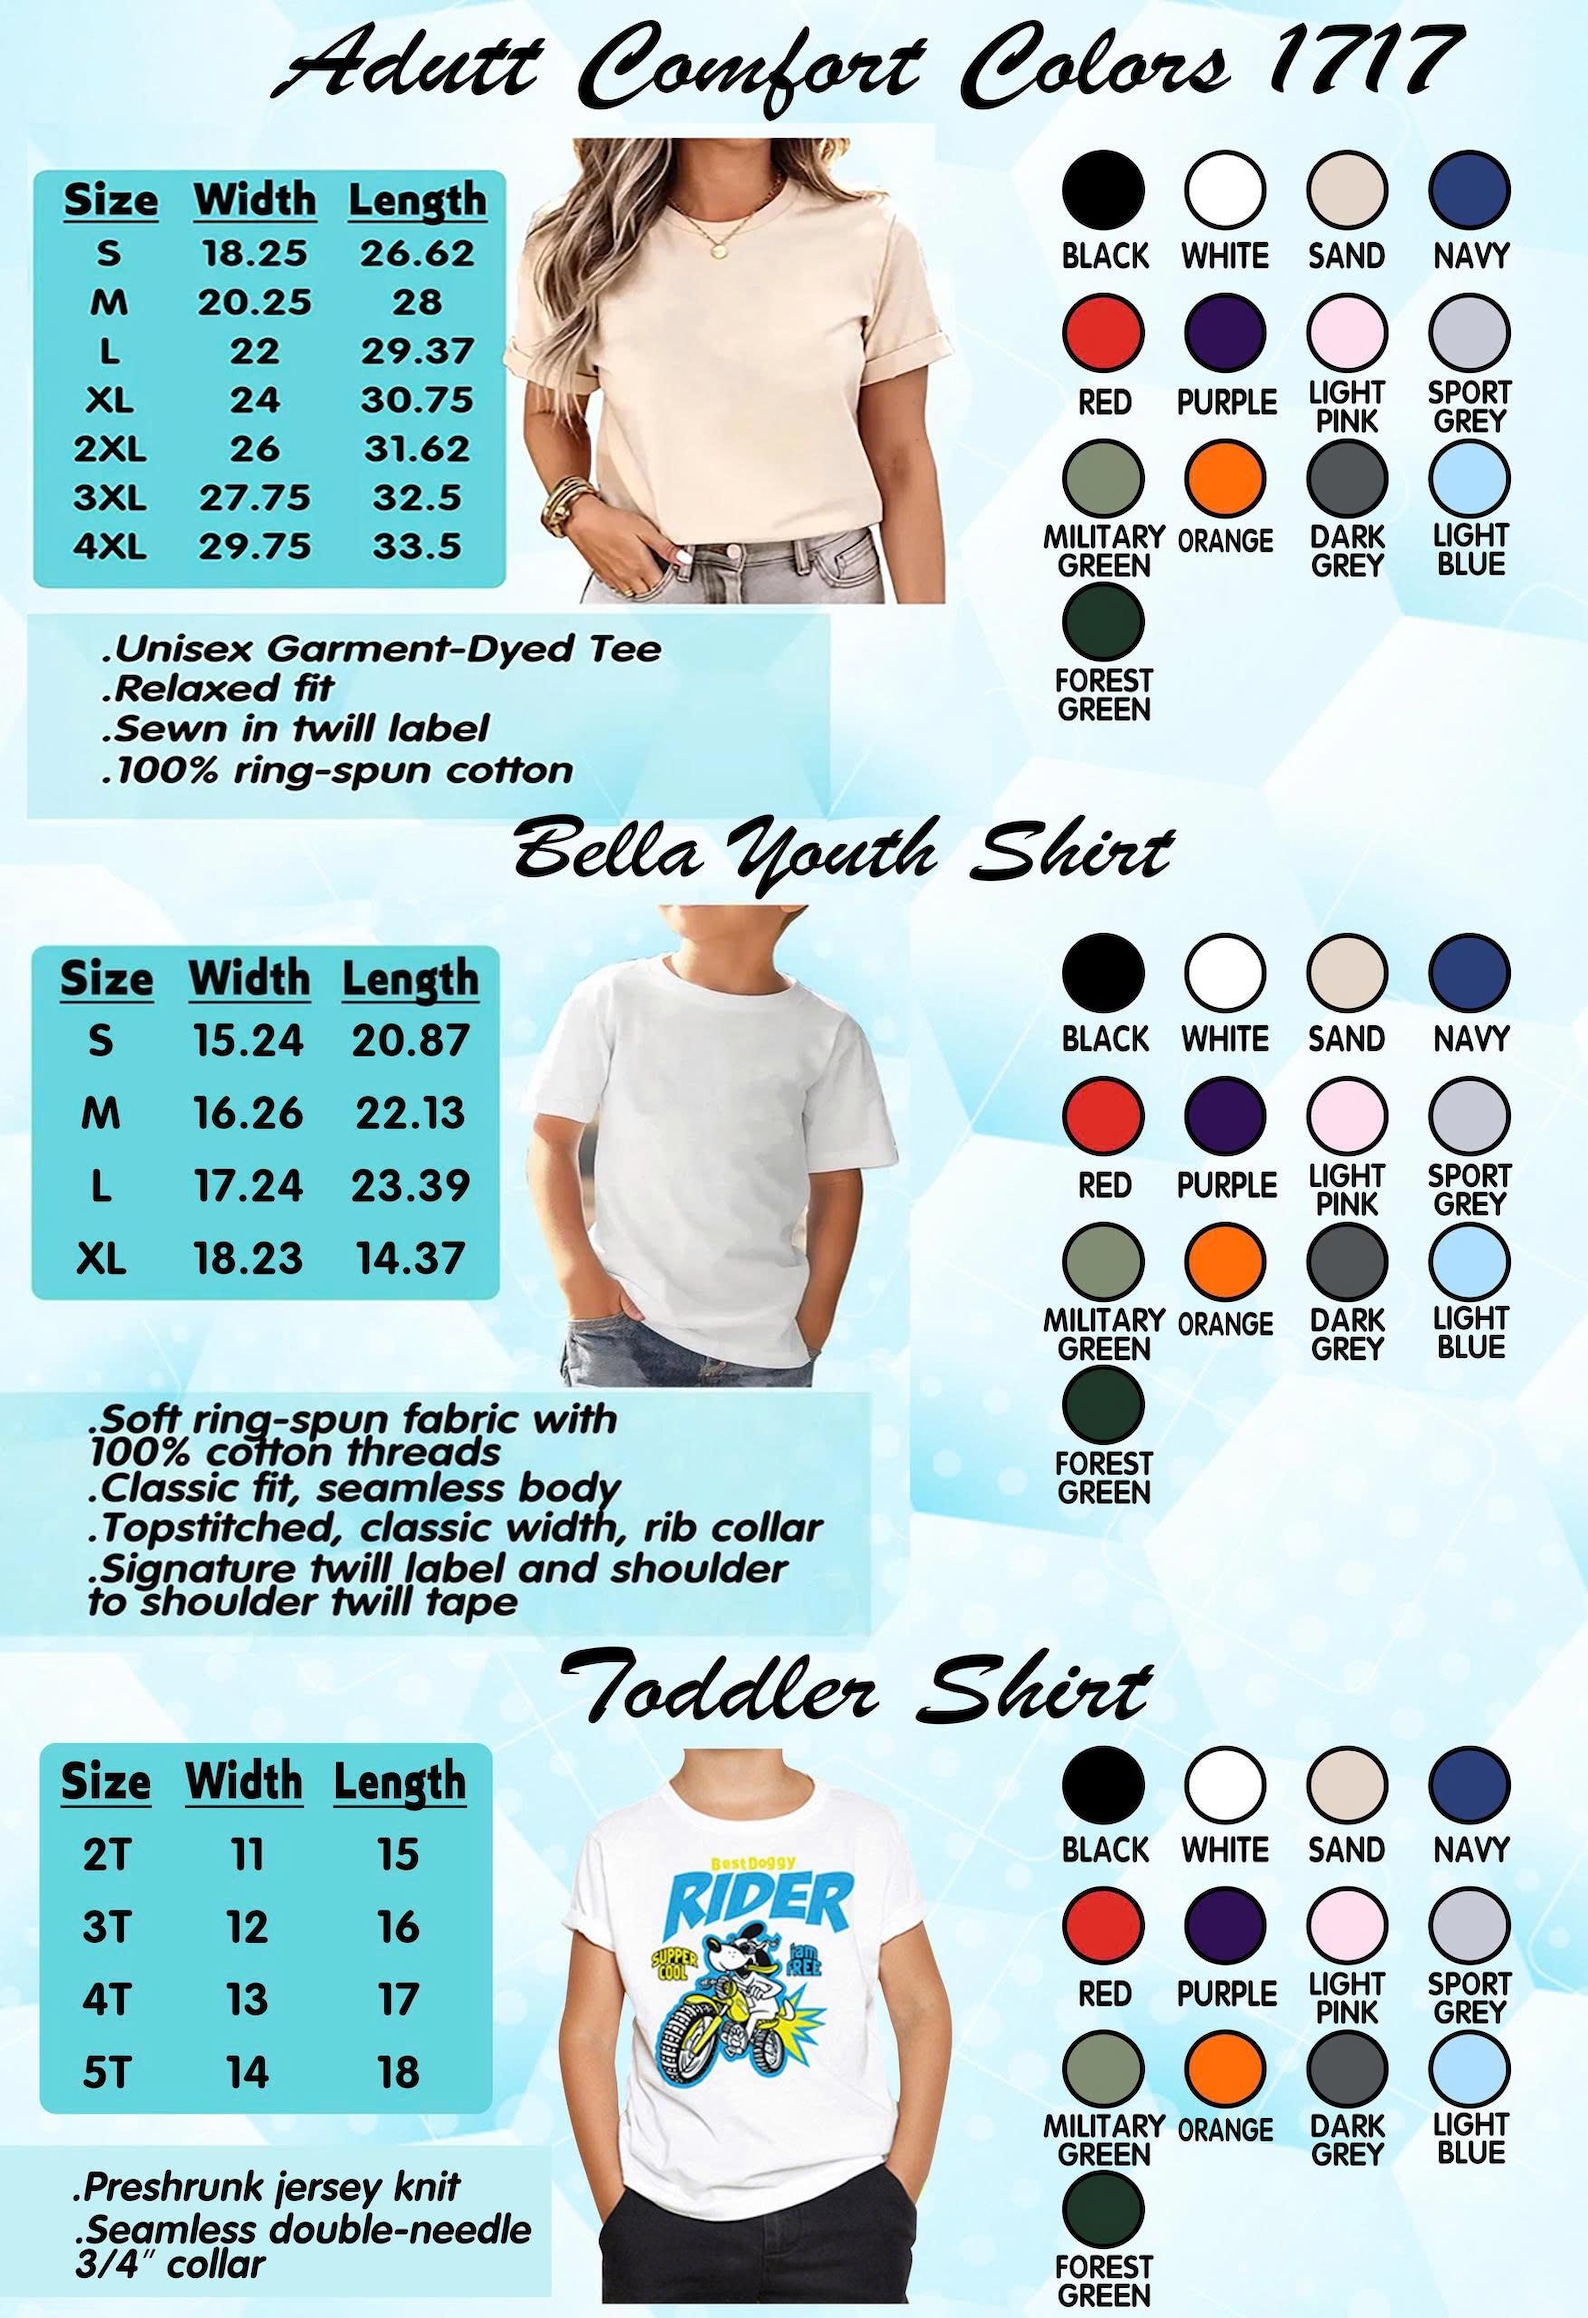 Adutt Comfort Colors 1717
Size Width Length
S 18.25 26.62
M 20.25 28
L 22 29.37
XL 24 30.75
2XL 26 31.62
3XL 27.75 32.5
4XL 29.75 33.5
BLACK WHITE SAND NAVY
RED PURPLE LIGHT PINK SPORT GREY
MILITARY GREEN ORANGE DARK GREY LIGHT BLUE
FOREST GREEN
.Unisex Garment-Dyed Tee
.Relaxed fit
.Sewn in twill label
.100% ring-spun cotton
Bella Youth Shirt
Size Width Length
S 15.24 20.87
M 16.26 22.13
L 17.24 23.39
XL 18.23 14.37
BLACK WHITE SAND NAVY
RED PURPLE LIGHT PINK SPORT GREY
MILITARY GREEN ORANGE DARK GREY LIGHT BLUE
FOREST GREEN
.Soft ring-spun fabric with
100% cotton threads
.Classic fit, seamless body
.Topstitched, classic width, rib collar
.Signature twill label and shoulder
to shoulder twill tape
Toddler Shirt
Size Width Length
2T 11 15
3T 12 16
4T 13 17
5T 14 18
Best Doggy
RIDER
SUPPER
COOL
iam
FREE
BLACK WHITE SAND NAVY
RED PURPLE LIGHT PINK SPORT GREY
MILITARY GREEN ORANGE DARK GREY LIGHT BLUE
FOREST GREEN
.Preshrunk jersey knit
.Seamless double-needle
3/4" collar